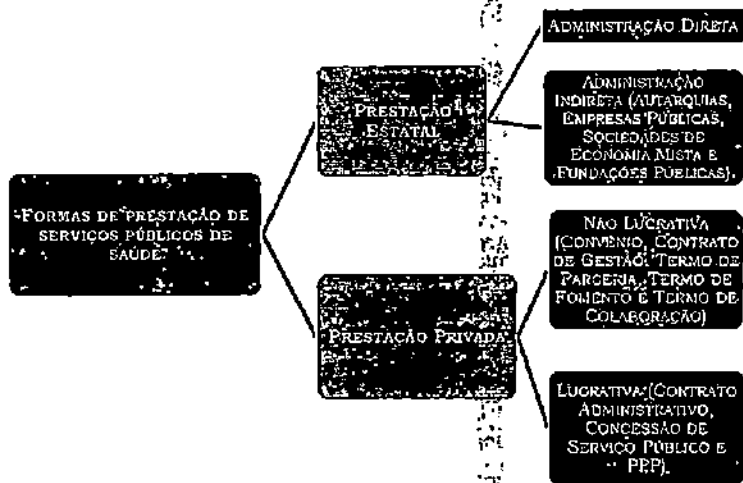 FORMAS DE PRESTAÇÃO DE
SERVIÇOS PÚBLICOS DE
SAÚDE
PRESTAÇÃO
ESTATAL
ADMINISTRAÇÃO DIRETA
ADMINISTRAÇÃO
INDIRETA (AUTARQUIAS,
EMPRESAS PÚBLICAS,
SOCIEDADES DE
ECONOMIA MISTA E
FUNDAÇÕES PÚBLICAS).
PRESTAÇÃO PRIVADA
NÃO LUCRATIVA
(CONVÊNIO, CONTRATO
DE GESTÃO, TERMO DE
PARCERIA, TERMO DE
FOMENTO E TERMO DE
COLABORAÇÃO)
LUCRATIVA (CONTRATO
ADMINISTRATIVO,
CONCESSÃO DE
SERVIÇO PÚBLICO E
PPP).